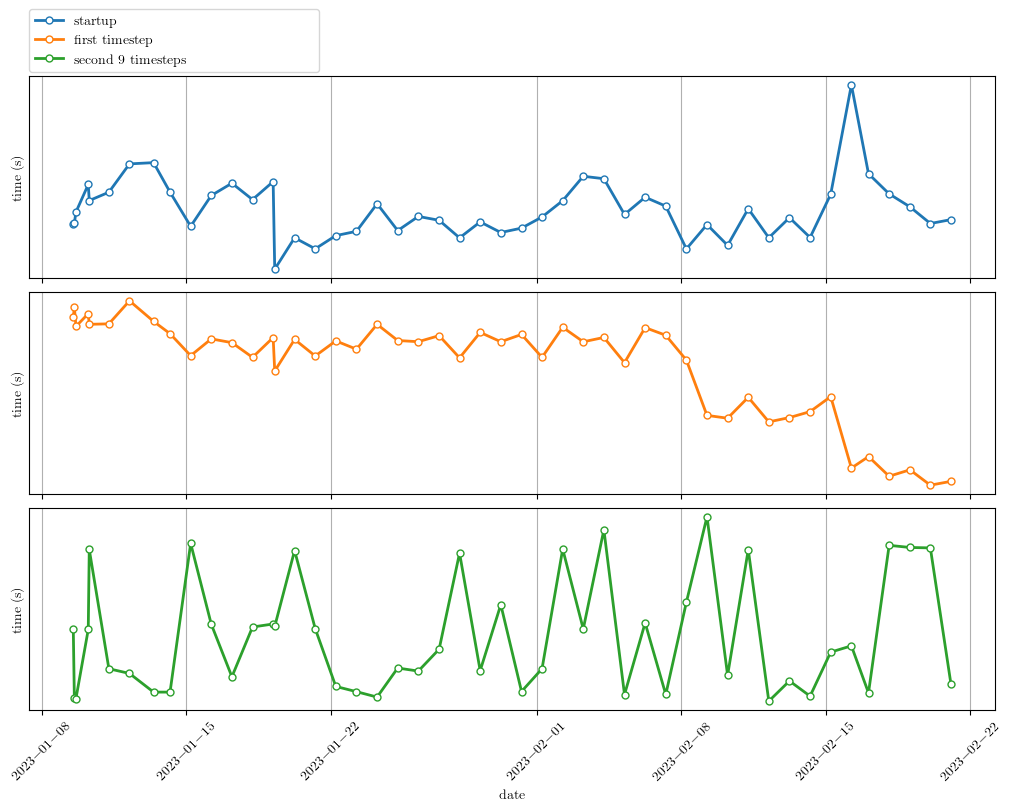 startup
first timestep
second 9 timesteps
time (s)
time (s)
time (s)
2023−01−08
2023−01−15
2023−01−22
2023−02−01
2023−02−08
2023−02−15
2023−02−22
date